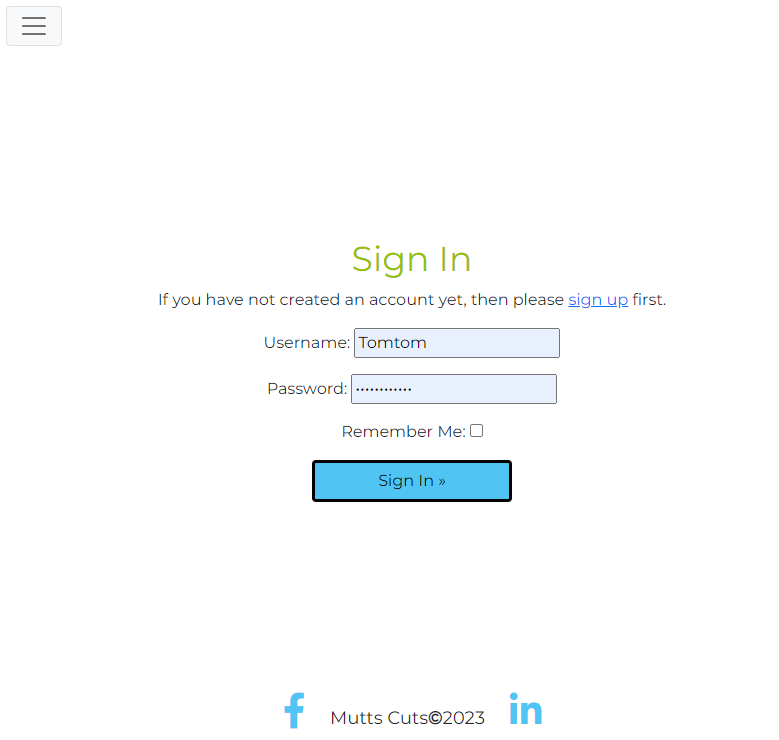 Sign In
If you have not created an account yet, then please sign up first.
Username: Tomtom
Password: ••••••••••••
Remember Me:
Sign In »
Mutts Cuts©2023